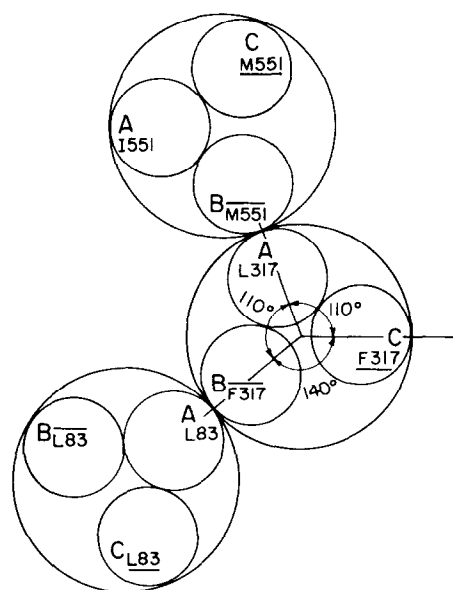 C
M551
A
I551
B M551
A
L317
110°
110°
C
F317
B F317
140°
A
L83
B L83
C L83